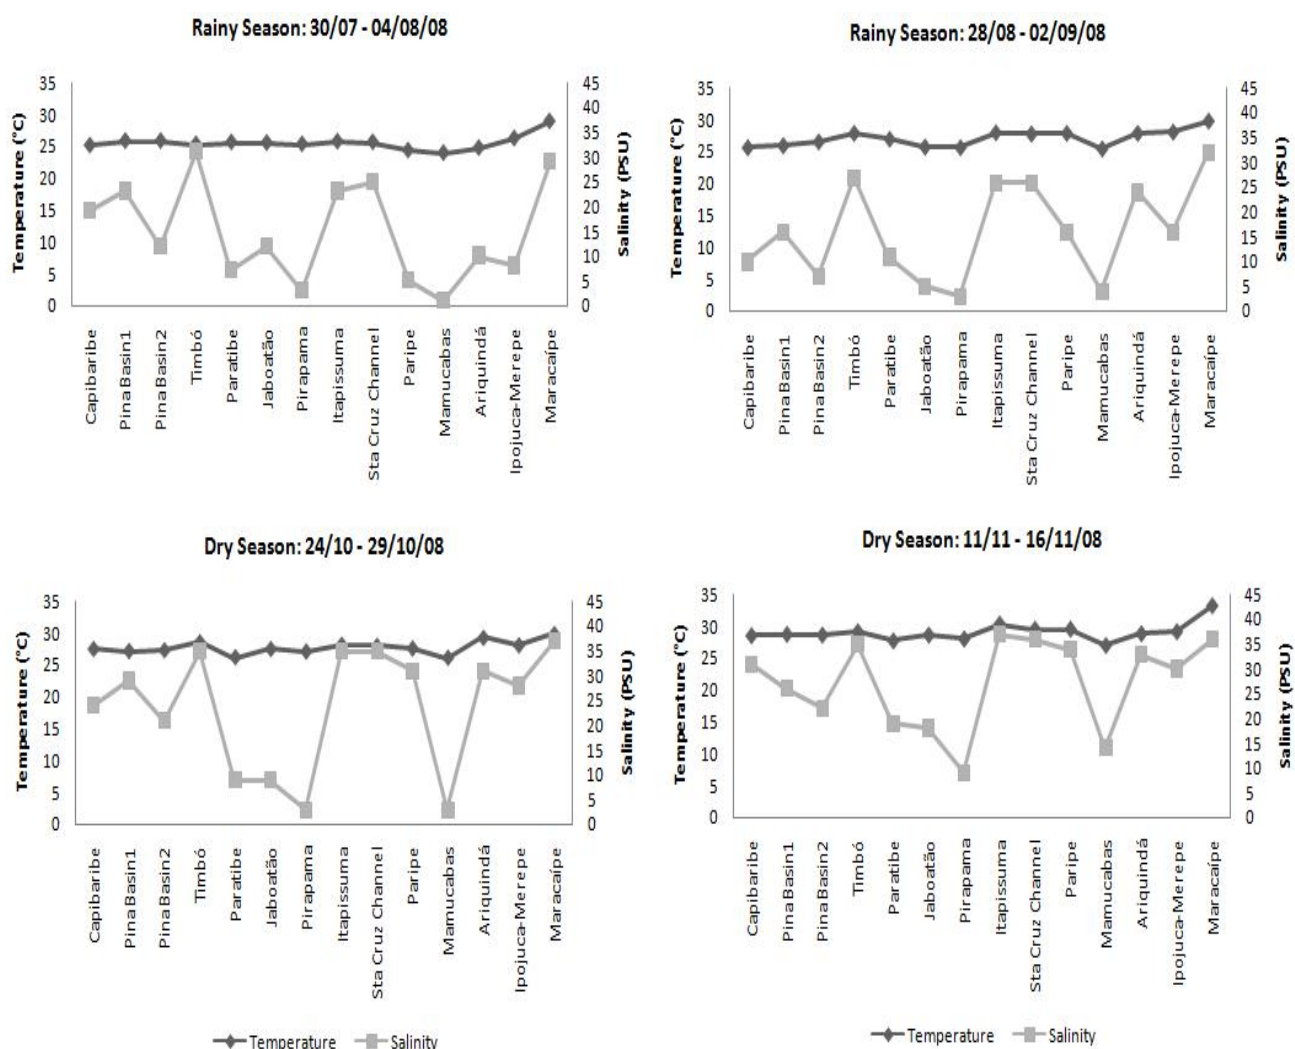 Rainy Season: 30/07 - 04/08/08
35
30
25
20
15
10
5
0
Temperature (°C)
45
40
35
30
25
20
15
10
5
0
Salinity (PSU)
Capibaribe
Pina Basin1
Pina Basin2
Timbó
Paratibe
Jaboatão
Pirapama
Itapissuma
Sta Cruz Channel
Paripe
Mamucabas
Ariquindá
Ipojuca-Merepe
Maracaípe
Rainy Season: 28/08 - 02/09/08
35
30
25
20
15
10
5
0
Temperature (°C)
45
40
35
30
25
20
15
10
5
0
Salinity (PSU)
Capibaribe
Pina Basin1
Pina Basin2
Timbó
Paratibe
Jaboatão
Pirapama
Itapissuma
Sta Cruz Channel
Paripe
Mamucabas
Ariquindá
Ipojuca-Merepe
Maracaípe
Dry Season: 24/10 - 29/10/08
35
30
25
20
15
10
5
0
Temperature (°C)
45
40
35
30
25
20
15
10
5
0
Salinity (PSU)
Capibaribe
Pina Basin1
Pina Basin2
Timbó
Paratibe
Jaboatão
Pirapama
Itapissuma
Sta Cruz Channel
Paripe
Mamucabas
Ariquindá
Ipojuca-Merepe
Maracaípe
Temperature Salinity
Dry Season: 11/11 - 16/11/08
35
30
25
20
15
10
5
0
Temperature (°C)
45
40
35
30
25
20
15
10
5
0
Salinity (PSU)
Capibaribe
Pina Basin1
Pina Basin2
Timbó
Paratibe
Jaboatão
Pirapama
Itapissuma
Sta Cruz Channel
Paripe
Mamucabas
Ariquindá
Ipojuca-Merepe
Maracaípe
Temperature Salinity